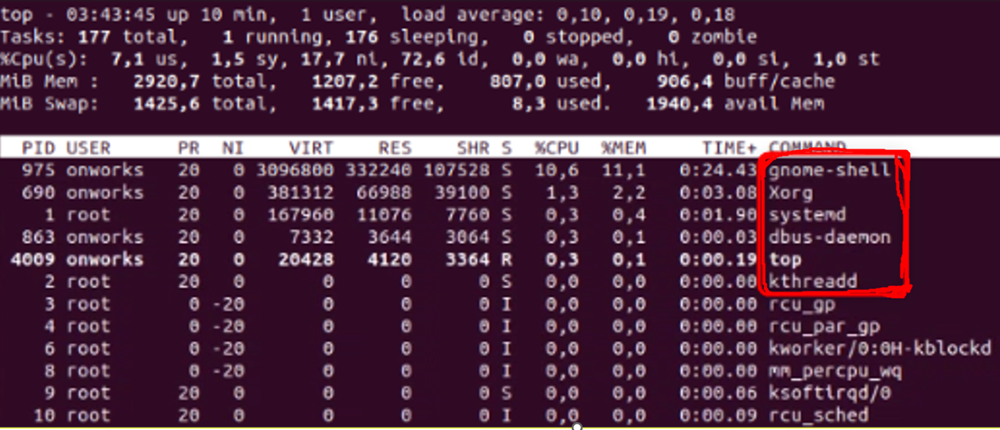 top - 03:43:45 up 10 min,  1 user,  load average: 0,10, 0,19, 0,18
Tasks: 177 total,   1 running, 176 sleeping,   0 stopped,   0 zombie
%Cpu(s):  7,1 us,  1,5 sy, 17,7 ni, 72,6 id,  0,0 wa,  0,0 hi,  0,0 si,  1,0 st
MiB Mem :   2920,7 total,   1207,2 free,    807,0 used,    906,4 buff/cache
MiB Swap:   1425,6 total,   1417,3 free,      8,3 used.   1940,4 avail Mem
PID USER      PR  NI    VIRT    RES    SHR S  %CPU  %MEM     TIME+ COMMAND
975 onworks   20   0 3096800 332240 107528 S  10,6  11,1   0:24.43 gnome-shell
690 onworks   20   0  381312  66988  39100 S   1,3   2,2   0:03.08 Xorg
1 root      20   0  167960  11076   7760 S   0,3   0,4   0:01.90 systemd
863 onworks   20   0    7332   3644   3064 S   0,3   0,1   0:00.03 dbus-daemon
4009 onworks   20   0   20428   4120   3364 R   0,3   0,1   0:00.19 top
2 root      20   0       0      0      0 S   0,0   0,0   0:00.00 kthreadd
3 root       0 -20       0      0      0 I   0,0   0,0   0:00.00 rcu_gp
4 root       0 -20       0      0      0 I   0,0   0,0   0:00.00 rcu_par_gp
6 root       0 -20       0      0      0 I   0,0   0,0   0:00.00 kworker/0:0H-kblockd
8 root       0 -20       0      0      0 I   0,0   0,0   0:00.00 mm_percpu_wq
9 root      20   0       0      0      0 S   0,0   0,0   0:00.06 ksoftirqd/0
10 root      20   0       0      0      0 I   0,0   0,0   0:00.09 rcu_sched